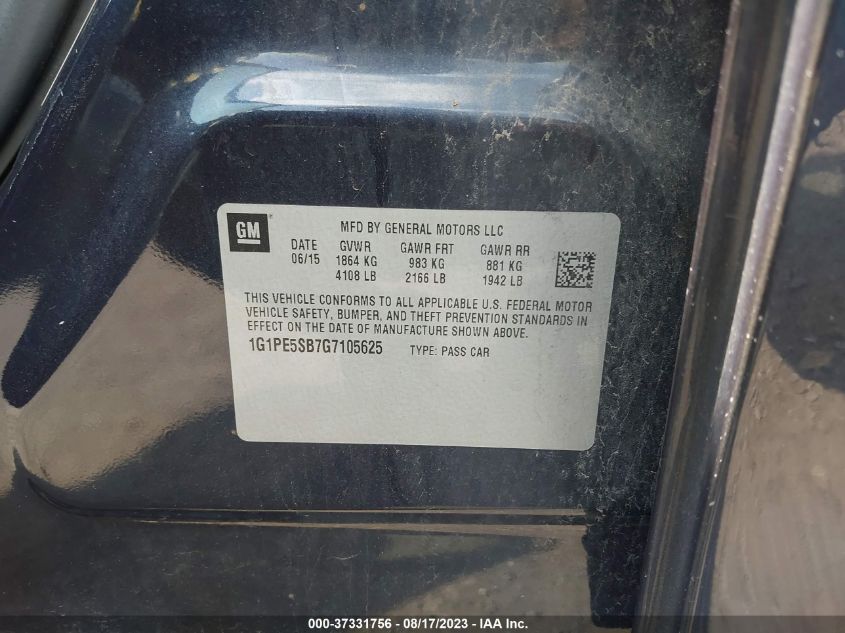 GM
MFD BY GENERAL MOTORS LLC
DATE GVWR GAWR FRT GAWR RR
06/15 1864 KG 983 KG 881 KG
4108 LB 2166 LB 1942 LB
THIS VEHICLE CONFORMS TO ALL APPLICABLE U.S. FEDERAL MOTOR
VEHICLE SAFETY, BUMPER, AND THEFT PREVENTION STANDARDS IN
EFFECT ON THE DATE OF MANUFACTURE SHOWN ABOVE.
1G1PE5SB7G7105625 TYPE: PASS CAR
000-37331756 - 08/17/2023 - © IAA, Inc.